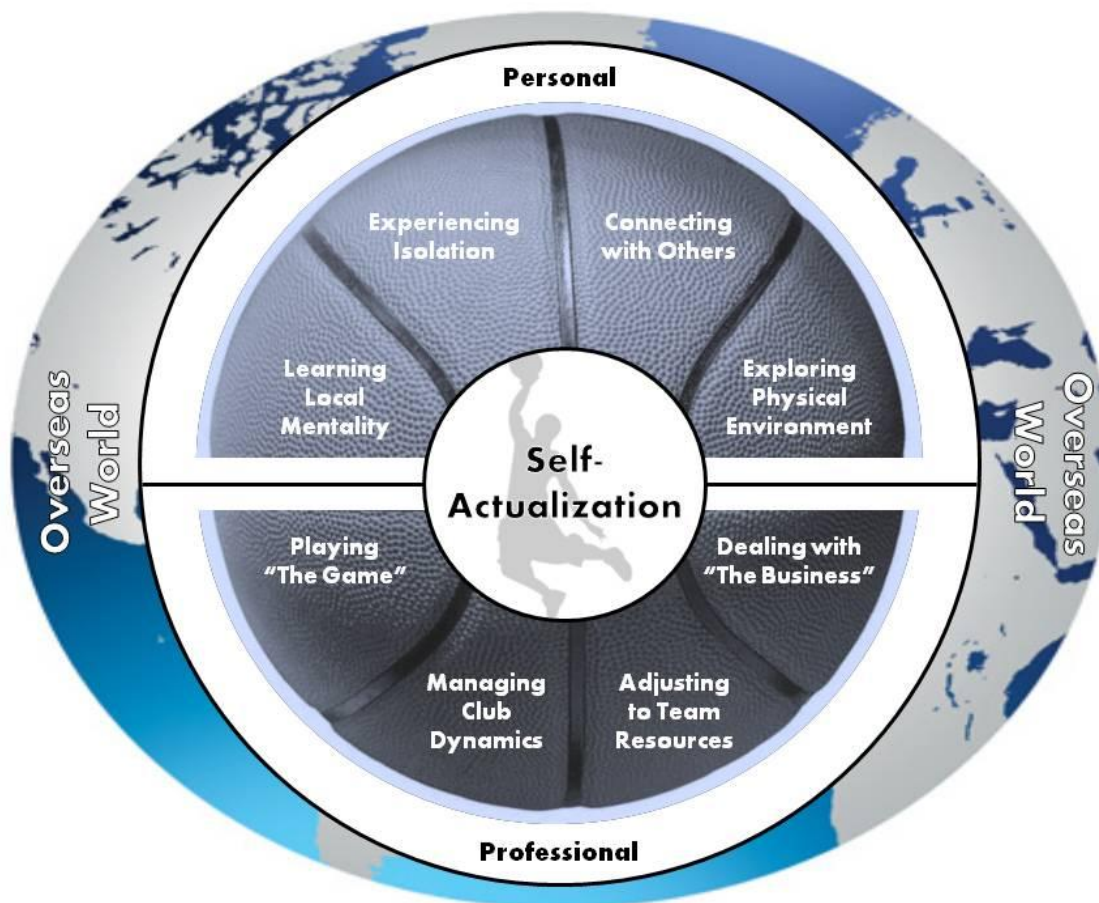 Personal
Experiencing
Isolation
Connecting
with Others
Learning
Local
Mentality
Exploring
Physical
Environment
Overseas
World
Overseas
World
Self-
Actualization
Playing
“The Game”
Dealing with
“The Business”
Managing
Club
Dynamics
Adjusting
to Team
Resources
Professional